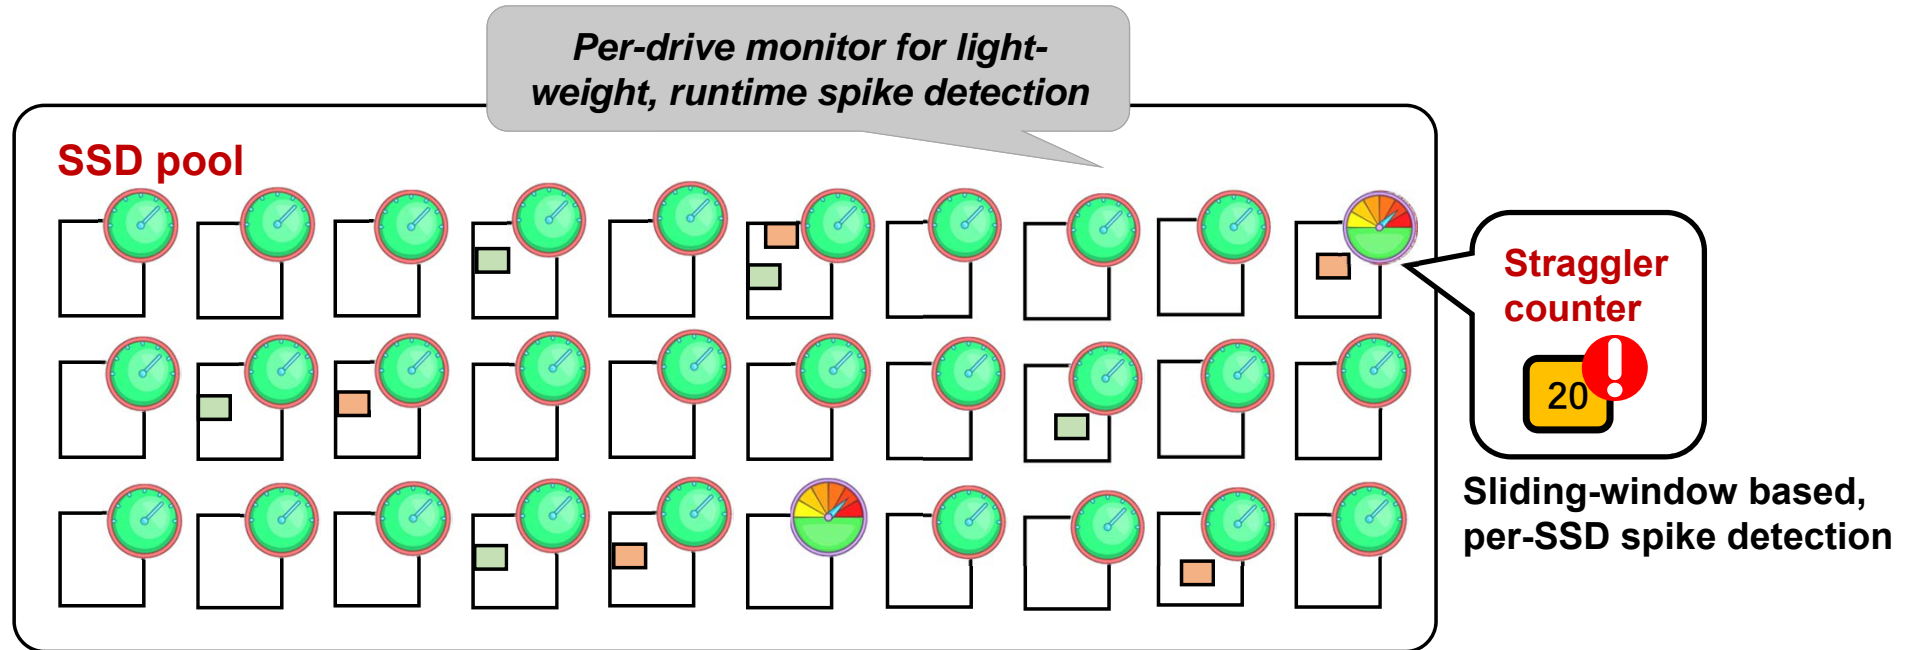 Per-drive monitor for light-
weight, runtime spike detection
SSD pool
Straggler
counter
20
Sliding-window based,
per-SSD spike detection